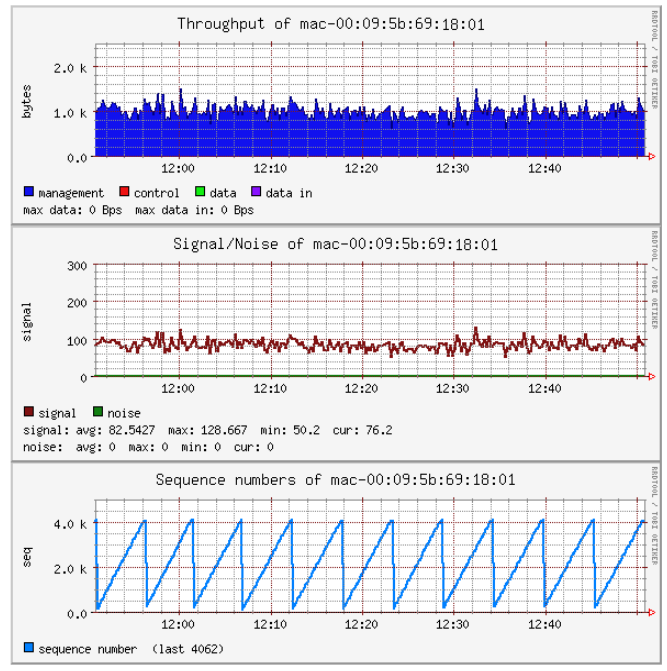 Throughput of mac-00:09:5b:69:18:01
RRDTOOL / TOBI OETIKER
bytes
2.0 k
1.0 k
0.0
12:00 12:10 12:20 12:30 12:40
management control data data in
max data: 0 Bps max data in: 0 Bps
Signal/Noise of mac-00:09:5b:69:18:01
RRDTOOL / TOBI OETIKER
signal
300
200
100
0
12:00 12:10 12:20 12:30 12:40
signal noise
signal: avg: 82.5427 max: 128.667 min: 50.2 cur: 76.2
noise: avg: 0 max: 0 min: 0 cur: 0
Sequence numbers of mac-00:09:5b:69:18:01
RRDTOOL / TOBI OETIKER
seq
4.0 k
2.0 k
0.0
12:00 12:10 12:20 12:30 12:40
sequence number (last 4062)